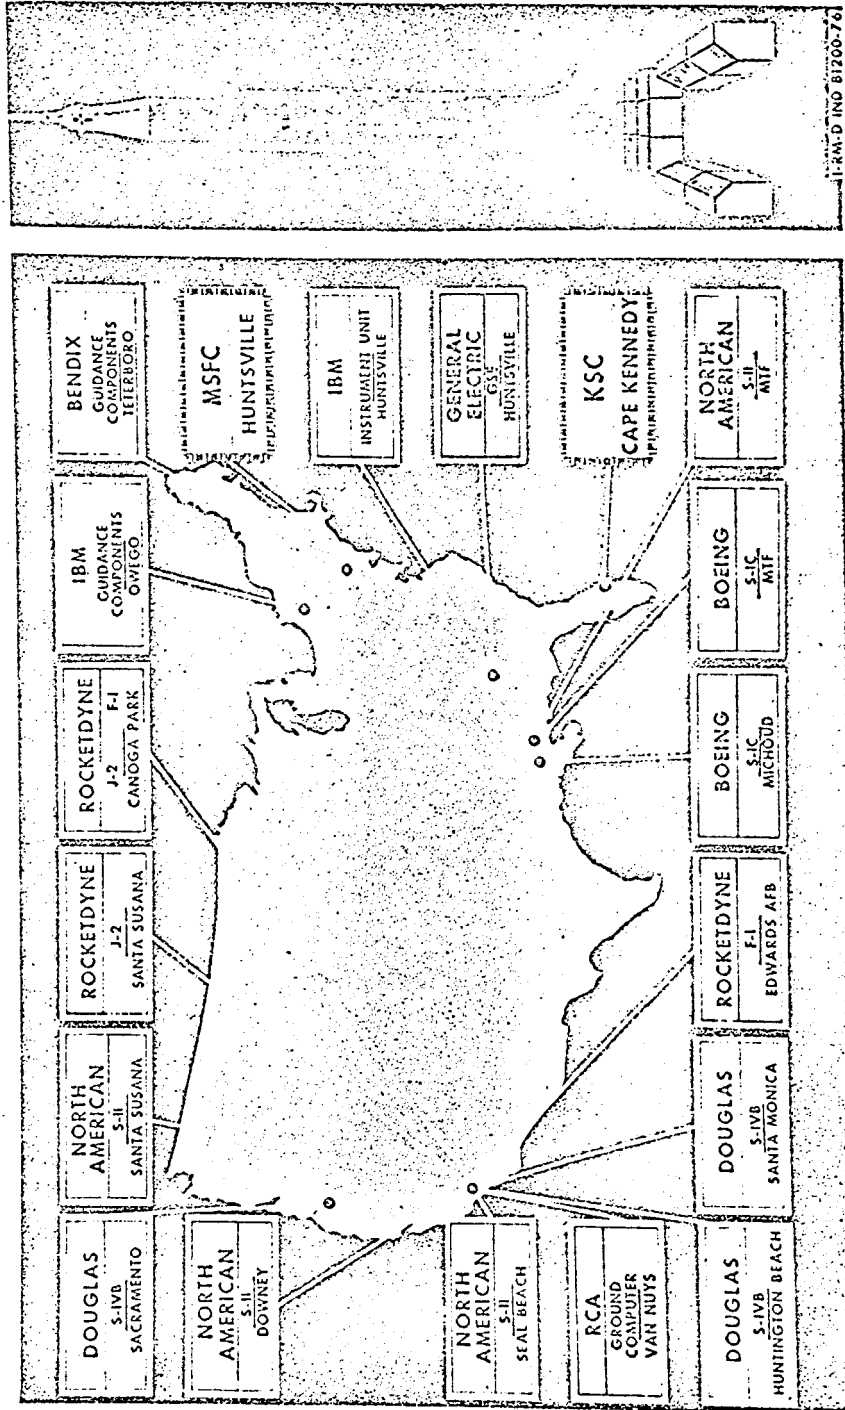 DOUGLAS
S-IVB
SACRAMENTO
NORTH
AMERICAN
S-II
SANTA SUSANA
ROCKETDYNE
J-2
SANTA SUSANA
ROCKETDYNE
J-2 F-1
CANOGA PARK
IBM
GUIDANCE
COMPONENTS
OWEGO
BENDIX
GUIDANCE
COMPONENTS
TETERBORO
NORTH
AMERICAN
S-II
DOWNEY
MSFC
HUNTSVILLE
IBM
INSTRUMENT UNIT
HUNTSVILLE
NORTH
AMERICAN
S-II
SEAL BEACH
GENERAL
ELECTRIC
GSE
HUNTSVILLE
RCA
GROUND
COMPUTER
VAN NUYS
KSC
CAPE KENNEDY
DOUGLAS
S-IVB
HUNTINGTON BEACH
DOUGLAS
S-IVB
SANTA MONICA
ROCKETDYNE
F-1
EDWARDS AFB
BOEING
S-IC
MICHOUD
BOEING
S-IC
MTF
NORTH
AMERICAN
S-II
MTF
IND B1200-76